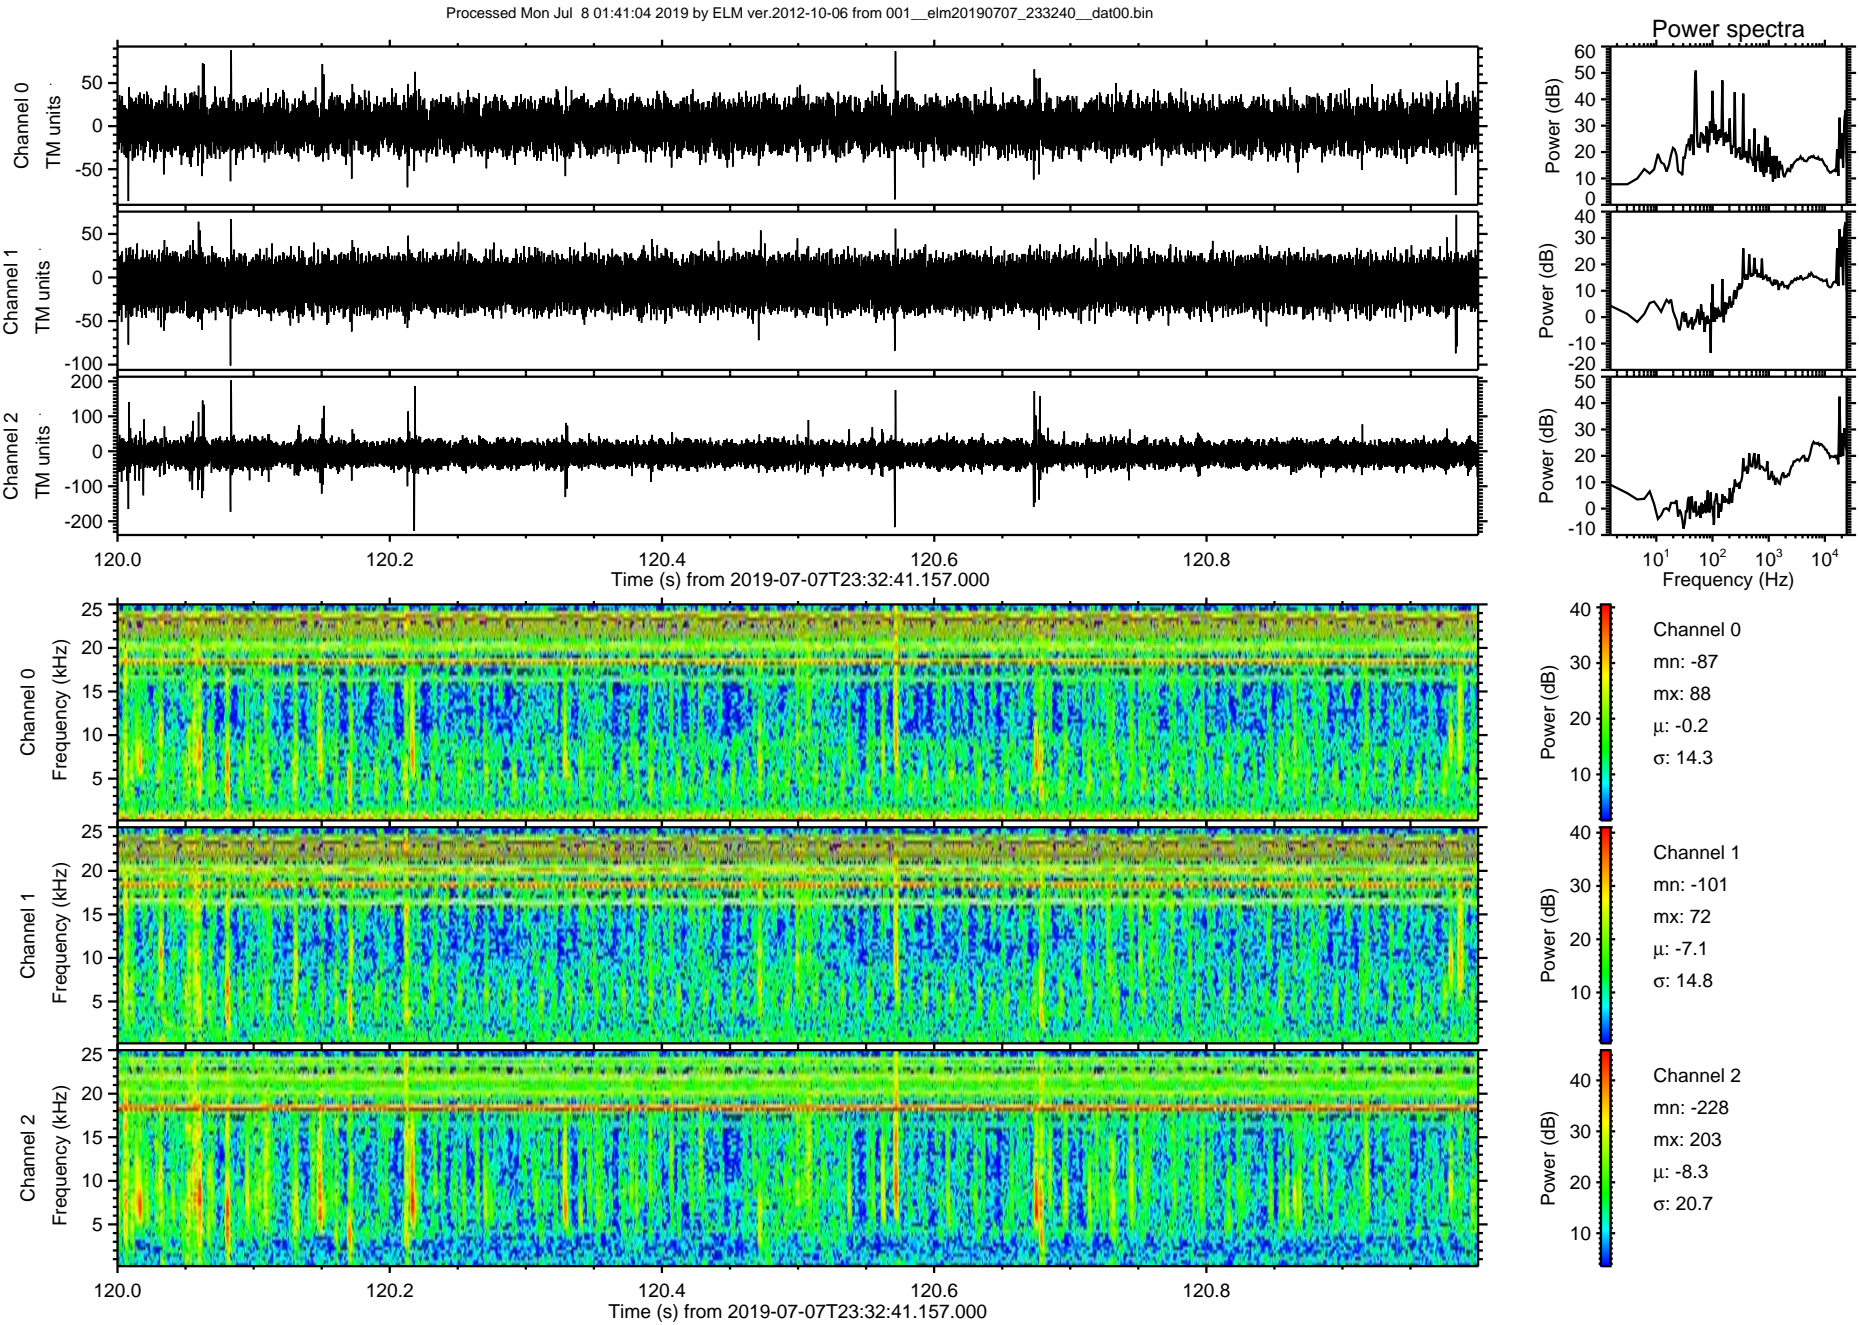 Processed Mon Jul  8 01:41:04 2019 by ELM ver.2012-10-06 from 001__elm20190707_233240__dat00.bin
Power spectra
Channel 0
TM units
50
0
-50
Power (dB)
60
50
40
30
20
10
0
Channel 1
TM units
50
0
-50
-100
Power (dB)
40
30
20
10
0
-10
-20
Channel 2
TM units
200
100
0
-100
-200
Power (dB)
50
40
30
20
10
0
-10
120.0 120.2 120.4 120.6 120.8
Time (s) from 2019-07-07T23:32:41.157.000
10^1 10^2 10^3 10^4
Frequency (Hz)
Channel 0
Frequency (kHz)
25
20
15
10
5
Power (dB)
40
30
20
10
Channel 0
mn: -87
mx: 88
μ: -0.2
σ: 14.3
Channel 1
Frequency (kHz)
25
20
15
10
5
Power (dB)
40
30
20
10
Channel 1
mn: -101
mx: 72
μ: -7.1
σ: 14.8
Channel 2
Frequency (kHz)
25
20
15
10
5
Power (dB)
40
30
20
10
Channel 2
mn: -228
mx: 203
μ: -8.3
σ: 20.7
120.0 120.2 120.4 120.6 120.8
Time (s) from 2019-07-07T23:32:41.157.000